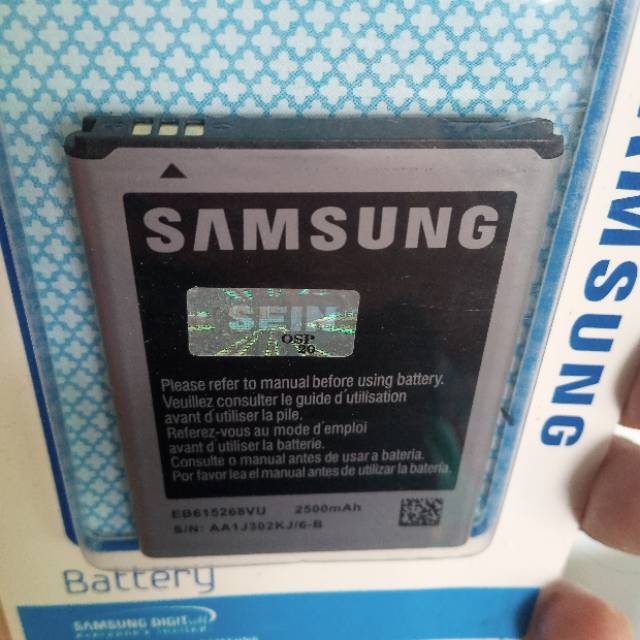 SAMSUNG
SEIN
OSP
20
Please refer to manual before using battery.
Veuillez consulter le guide d'utilisation
avant d'utiliser la pile.
Referez-vous au mode d'emploi
avant d'utiliser la batterie.
Consulte o manual antes de usar a bateria.
Por favor lea el manual antes de utilizar la bateria.
EB615268VU 2500mAh
S/N: AA1J302KJ/6-B
AMSUNG
Battery
SAMSUNG DIGIT